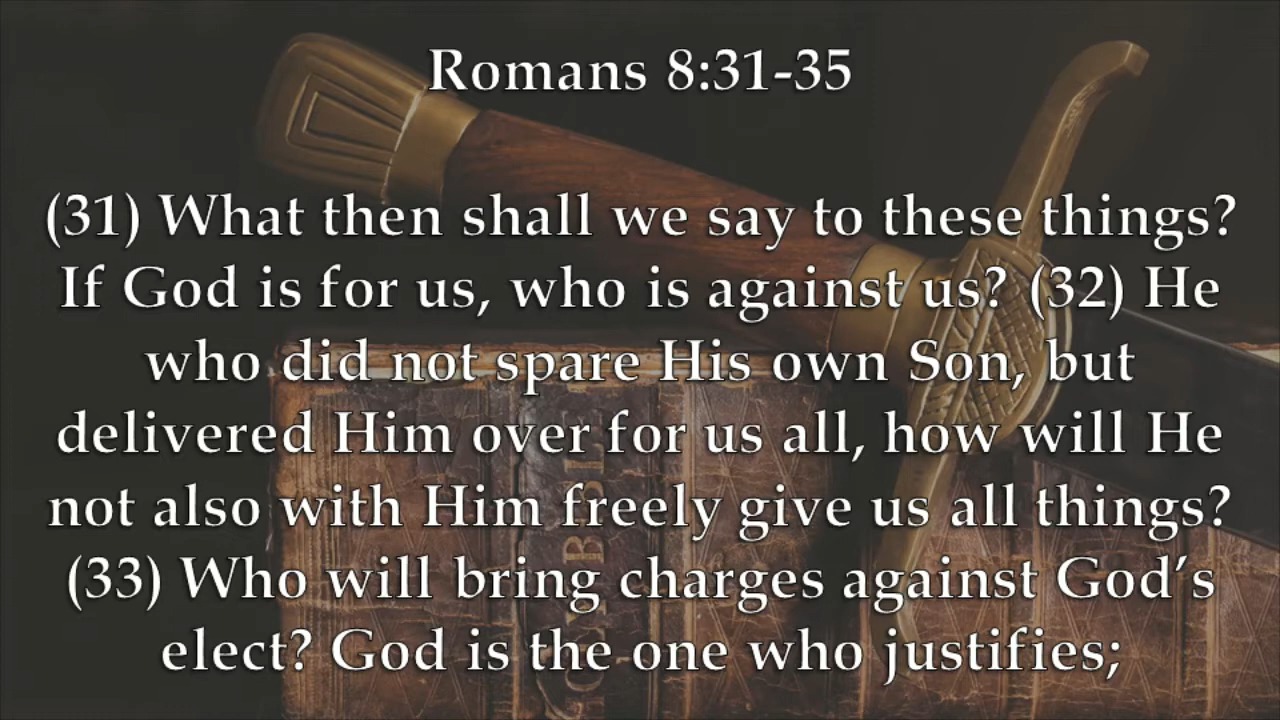 Romans 8:31-35
(31) What then shall we say to these things?
If God is for us, who is against us? (32) He
who did not spare His own Son, but
delivered Him over for us all, how will He
not also with Him freely give us all things?
(33) Who will bring charges against God’s
elect? God is the one who justifies;